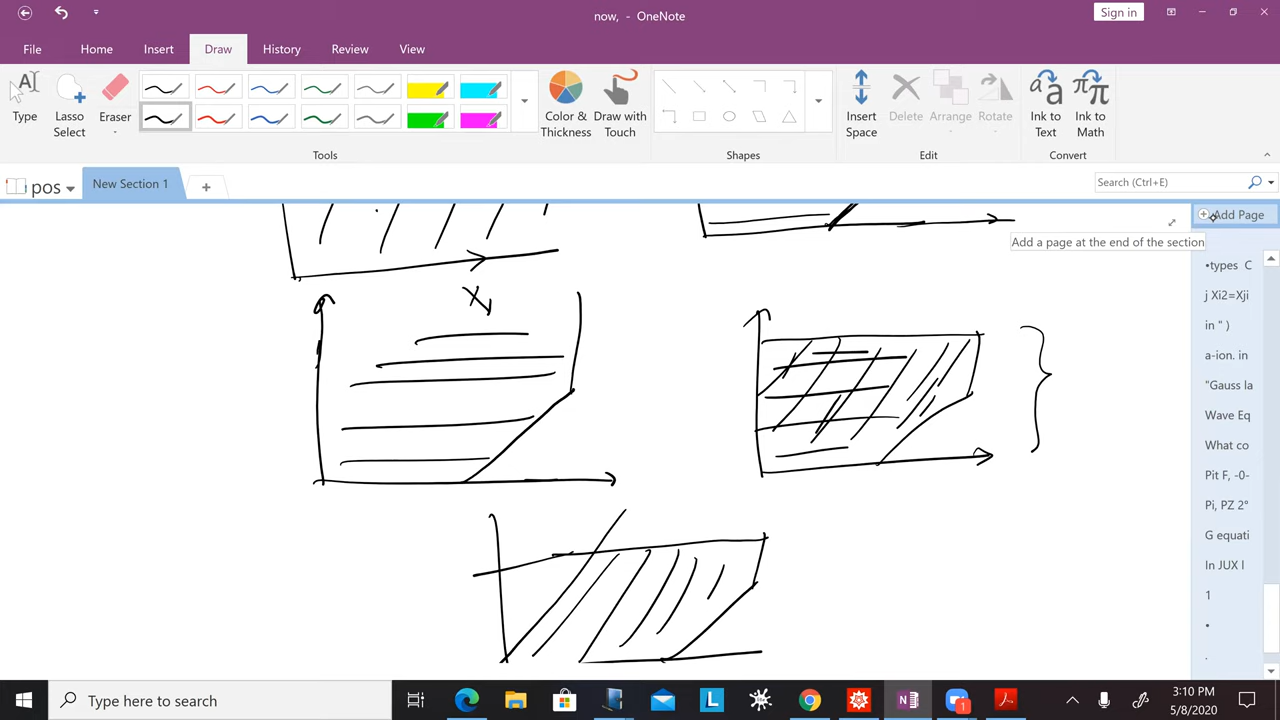 now, - OneNote
Sign in
File Home Insert Draw History Review View
Type
Lasso Select
Eraser
Color & Thickness
Draw with Touch
Insert Space
Delete
Arrange
Rotate
Ink to Text
Ink to Math
Tools
Shapes
Edit
Convert
pos
New Section 1
Search (Ctrl+E)
Add Page
Add a page at the end of the section
•types C
j Xi2=Xji
in " )
a-ion. in
"Gauss la
Wave Eq
What co
Pit F, -0-
Pi, PZ 2°
G equati
In JUX l
1
•
.
Type here to search
L
1
3:10 PM
5/8/2020